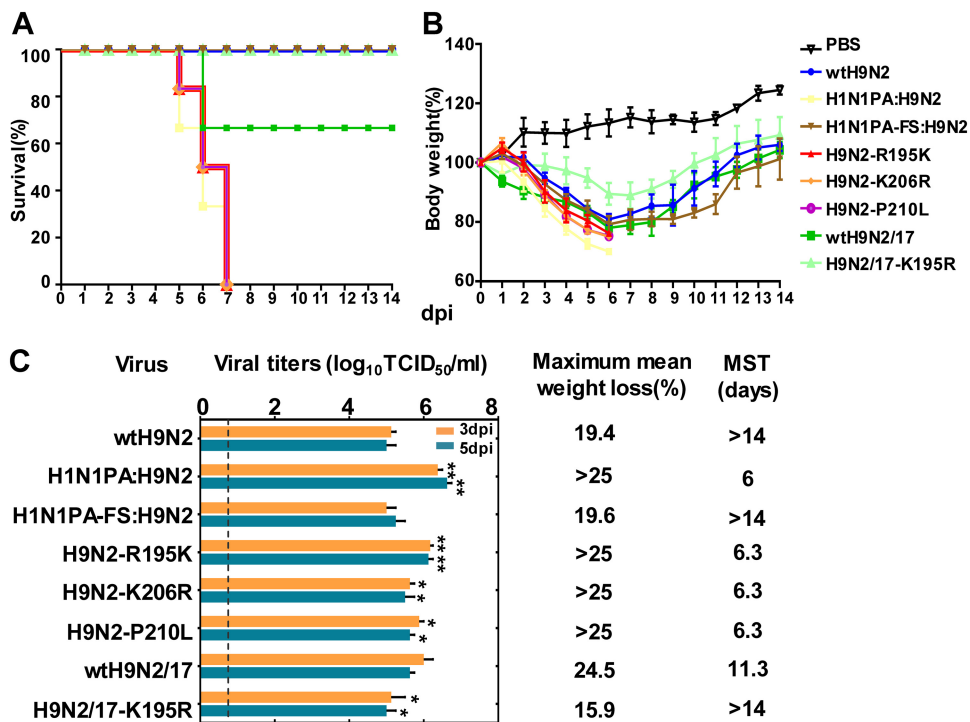 A
B
Survival(%)
100
80
60
40
20
0
0 1 2 3 4 5 6 7 8 9 10 11 12 13 14
Body weight(%)
140
120
100
80
60
0 1 2 3 4 5 6 7 8 9 10 11 12 13 14
dpi
PBS
wtH9N2
H1N1PA:H9N2
H1N1PA-FS:H9N2
H9N2-R195K
H9N2-K206R
H9N2-P210L
wtH9N2/17
H9N2/17-K195R
C
Virus
Viral titers (log10TCID50/ml)
Maximum mean
weight loss(%)
MST
(days)
0 4 6 8
3dpi
5dpi
wtH9N2 19.4 >14
H1N1PA:H9N2 ** ** >25 6
H1N1PA-FS:H9N2 19.6 >14
H9N2-R195K ** ** >25 6.3
H9N2-K206R * * >25 6.3
H9N2-P210L * * >25 6.3
wtH9N2/17 24.5 11.3
H9N2/17-K195R * * 15.9 >14